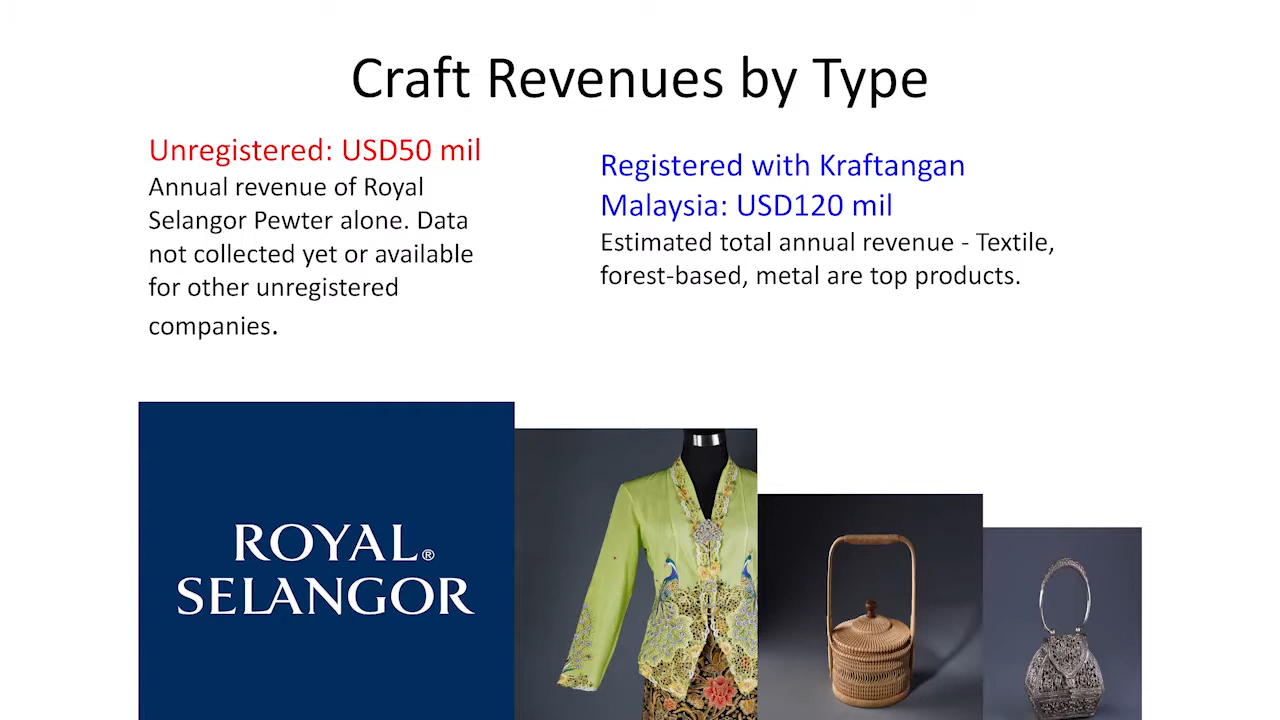 Craft Revenues by Type
Unregistered: USD50 mil
Annual revenue of Royal
Selangor Pewter alone. Data
not collected yet or available
for other unregistered
companies.
Registered with Kraftangan
Malaysia: USD120 mil
Estimated total annual revenue - Textile,
forest-based, metal are top products.
ROYAL®
SELANGOR